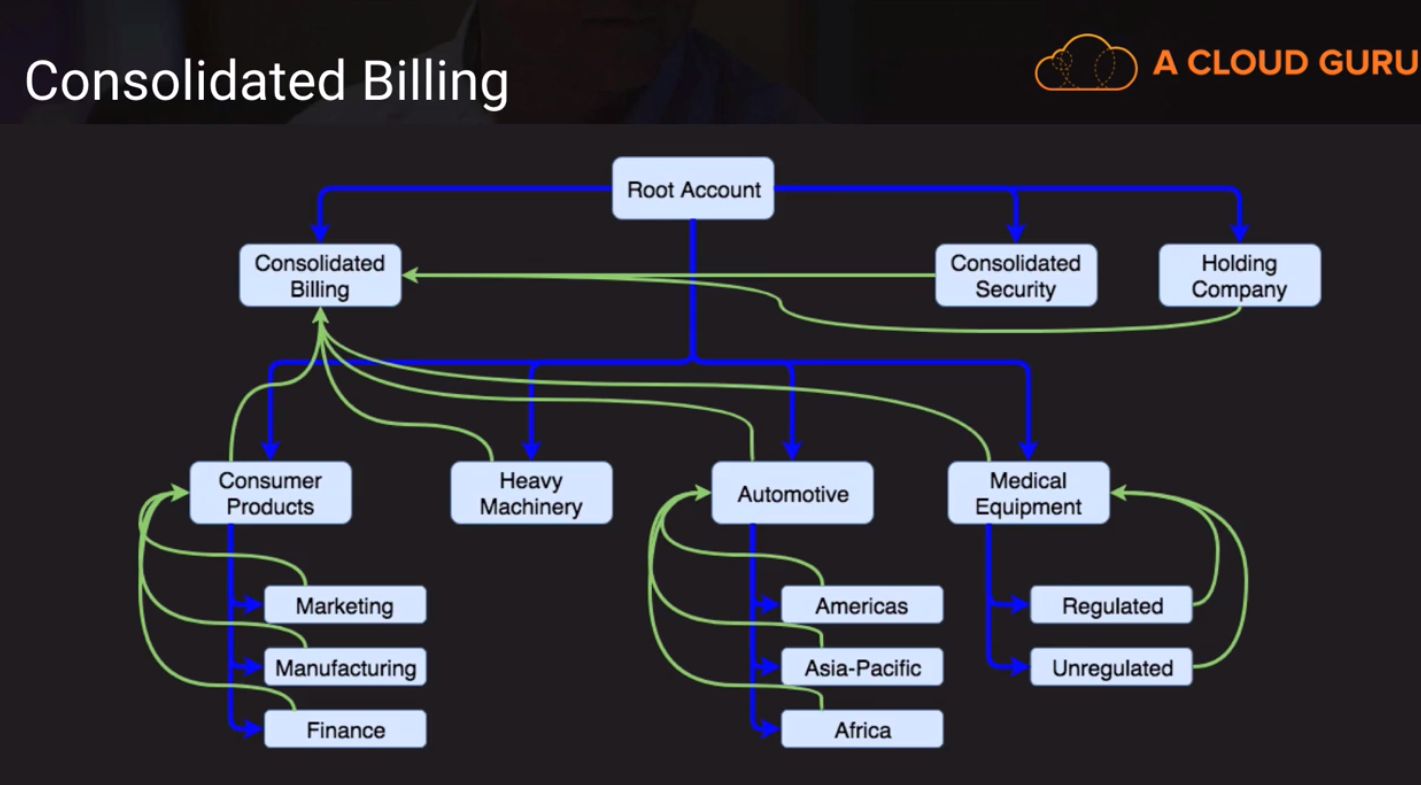 Consolidated Billing
A CLOUD GURU
Root Account
Consolidated
Billing
Consolidated
Security
Holding
Company
Consumer
Products
Heavy
Machinery
Automotive
Medical
Equipment
Marketing
Americas
Regulated
Manufacturing
Asia-Pacific
Unregulated
Finance
Africa